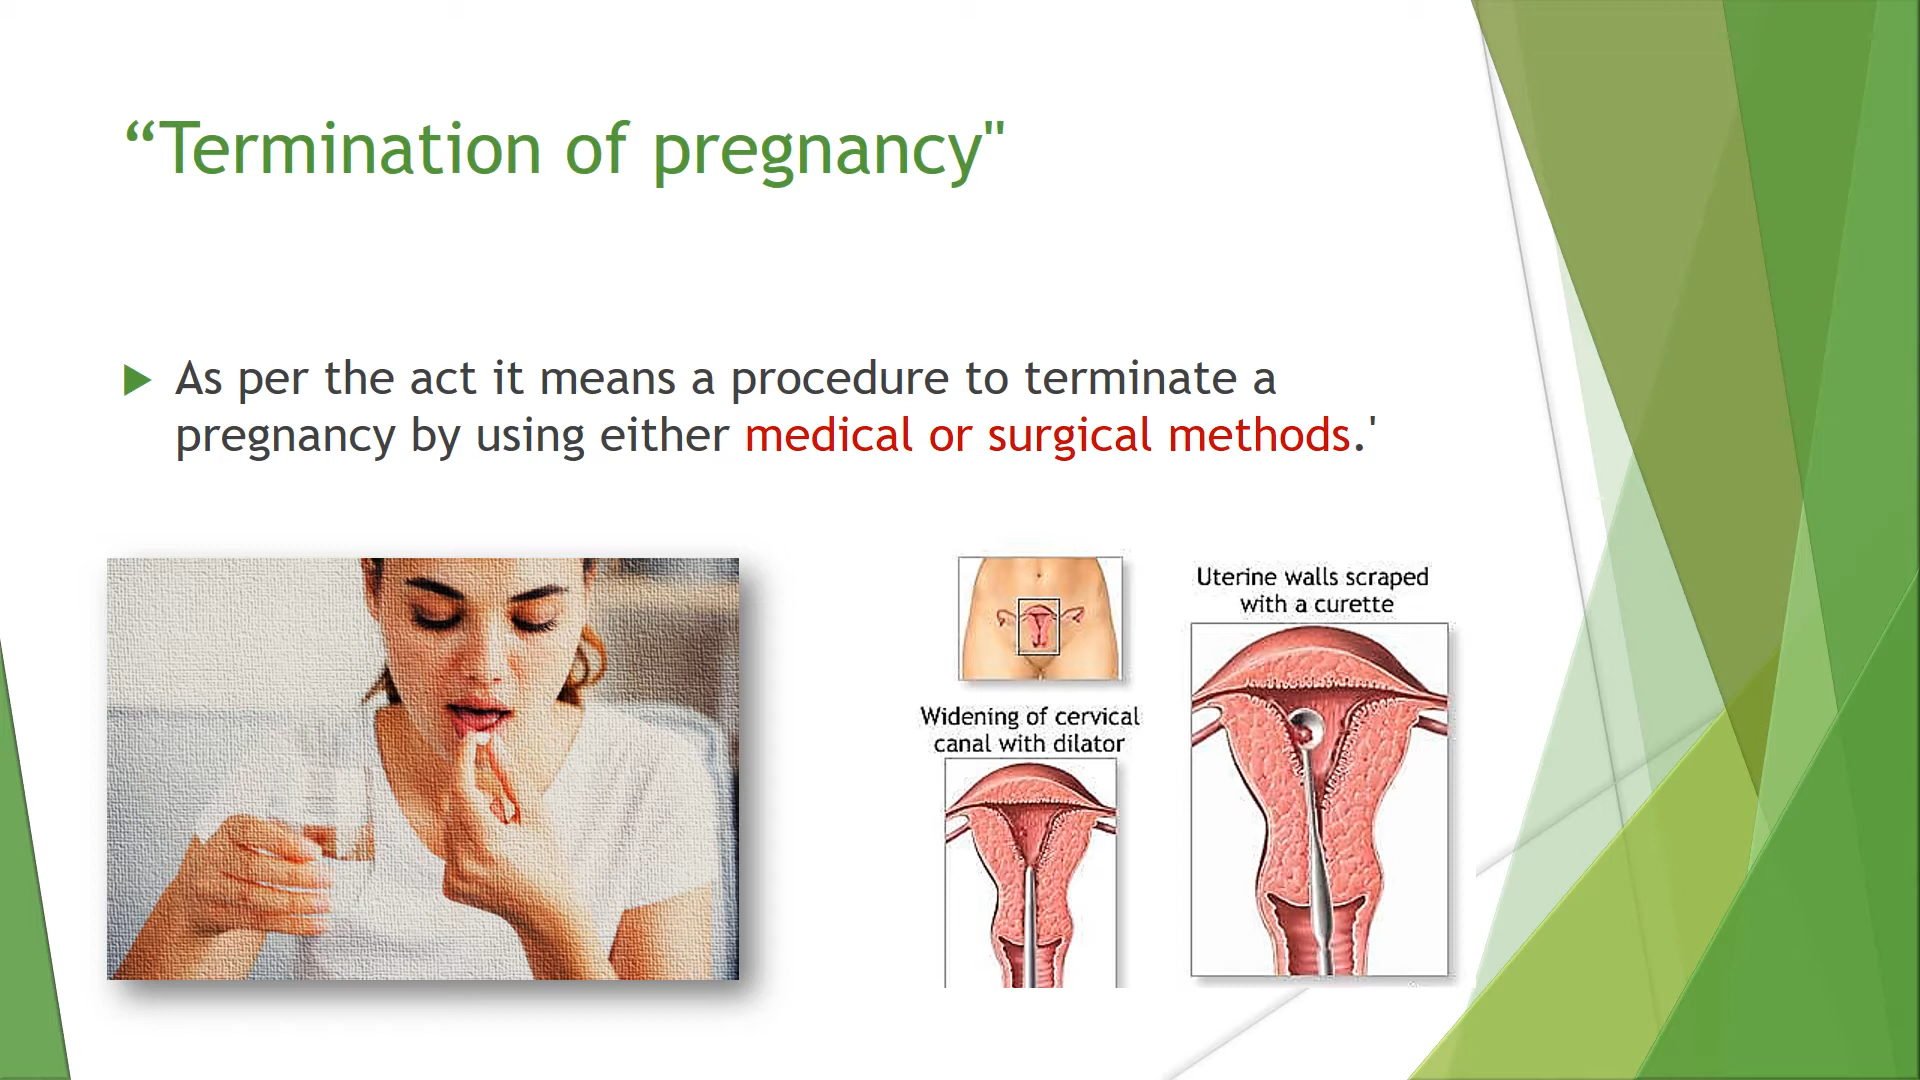 “Termination of pregnancy"
As per the act it means a procedure to terminate a
pregnancy by using either medical or surgical methods.'
Widening of cervical
canal with dilator
Uterine walls scraped
with a curette